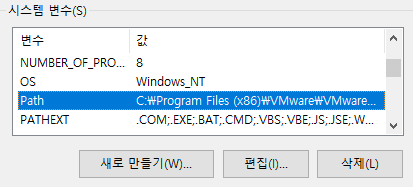 시스템 변수(S)
변수 값
NUMBER_OF_PRO... 8
OS Windows_NT
Path C:₩Program Files (x86)₩VMware₩VMware...
PATHEXT .COM;.EXE;.BAT;.CMD;.VBS;.VBE;.JS;.JSE;.W...
새로 만들기(W)... 편집(I)... 삭제(L)